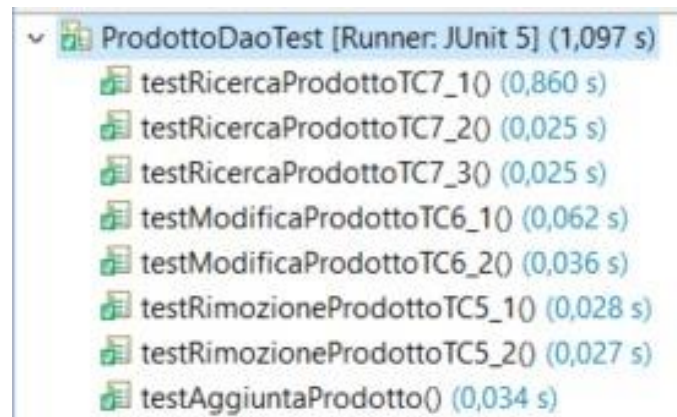 ProdottoDaoTest [Runner: JUnit 5] (1,097 s)
testRicercaProdottoTC7_1() (0,860 s)
testRicercaProdottoTC7_2() (0,025 s)
testRicercaProdottoTC7_3() (0,025 s)
testModificaProdottoTC6_1() (0,062 s)
testModificaProdottoTC6_2() (0,036 s)
testRimozioneProdottoTC5_1() (0,028 s)
testRimozioneProdottoTC5_2() (0,027 s)
testAggiuntaProdotto() (0,034 s)